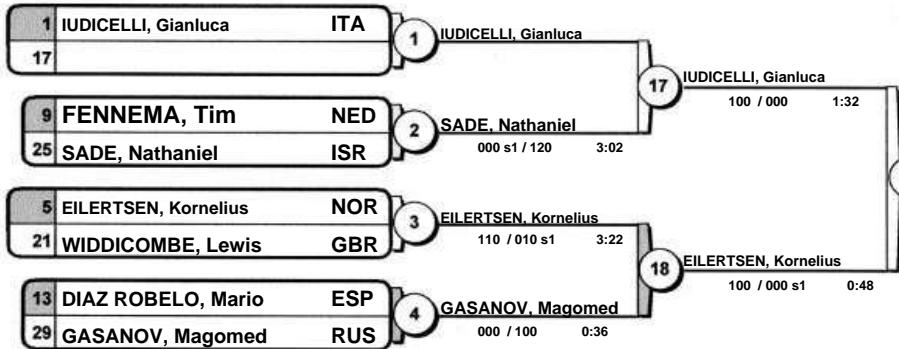 1 IUDICELLI, Gianluca ITA
17
1 IUDICELLI, Gianluca
9 FENNEMA, Tim NED
25 SADE, Nathaniel ISR
2 SADE, Nathaniel
000 s1 / 120 3:02
17 IUDICELLI, Gianluca
100 / 000 1:32
5 EILERTSEN, Kornelius NOR
21 WIDDICOMBE, Lewis GBR
3 EILERTSEN, Kornelius
110 / 010 s1 3:22
13 DIAZ ROBELO, Mario ESP
29 GASANOV, Magomed RUS
4 GASANOV, Magomed
000 / 100 0:36
18 EILERTSEN, Kornelius
100 / 000 s1 0:48